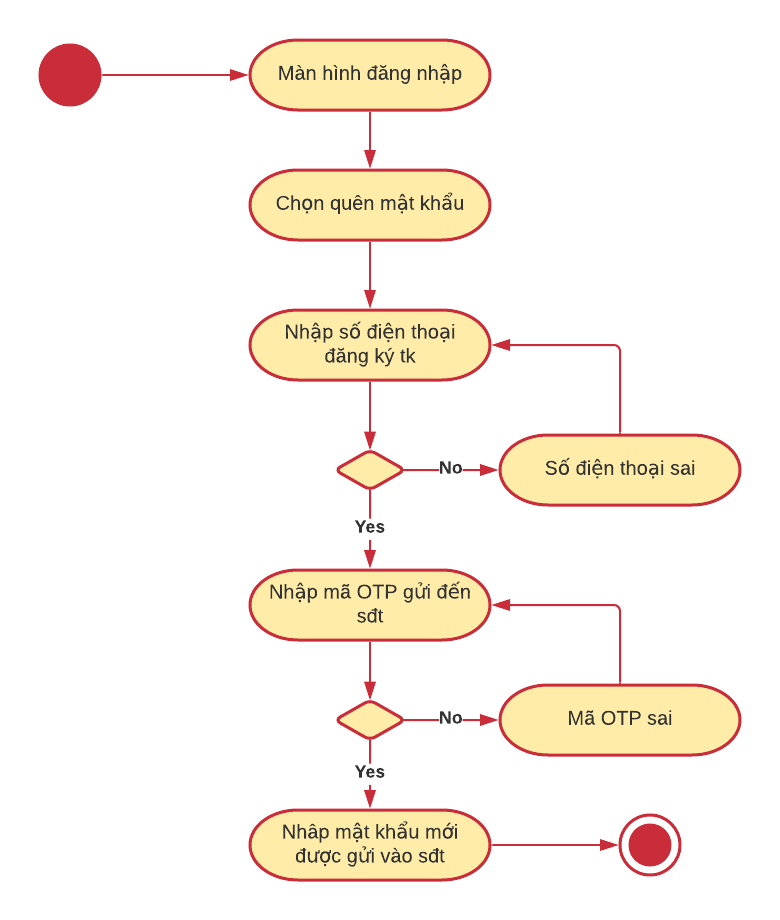 Màn hình đăng nhập
Chọn quên mật khẩu
Nhập số điện thoại
đăng ký tk
No
Số điện thoại sai
Yes
Nhập mã OTP gửi đến
sđt
No
Mã OTP sai
Yes
Nhâp mật khẩu mới
được gửi vào sđt